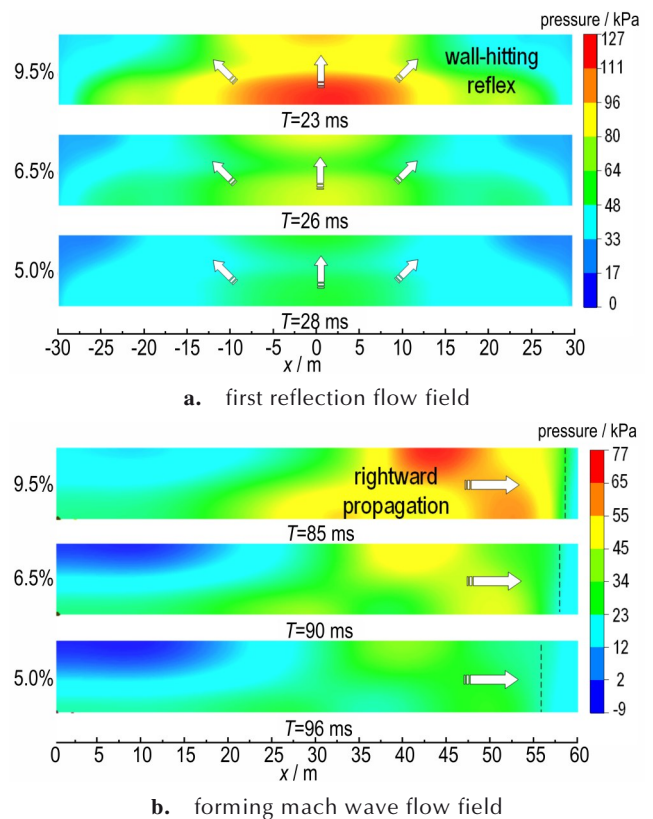 pressure / kPa
127
111
96
80
64
48
33
17
0
9.5%
wall-hitting
reflex
T=23 ms
6.5%
T=26 ms
5.0%
T=28 ms
-30 -25 -20 -15 -10 -5 0 5 10 15 20 25 30
x / m
a. first reflection flow field
pressure / kPa
77
65
55
45
34
23
12
2
-9
9.5%
rightward
propagation
T=85 ms
6.5%
T=90 ms
5.0%
T=96 ms
0 5 10 15 20 25 30 35 40 45 50 55 60
x / m
b. forming mach wave flow field